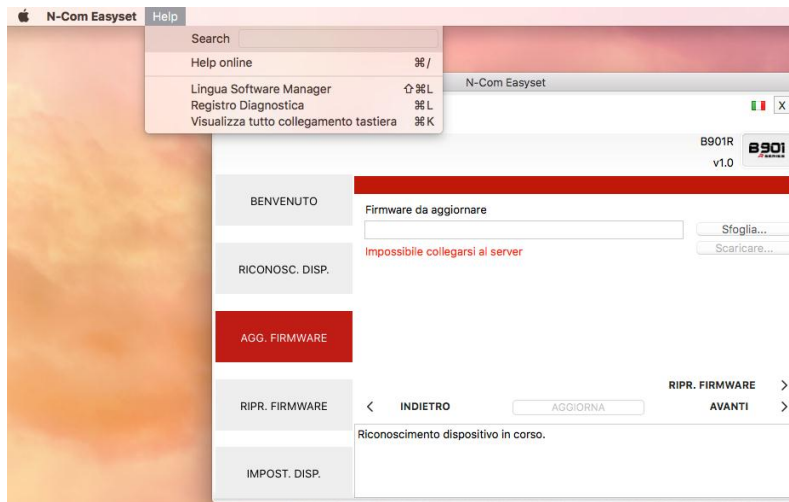 N-Com Easyset Help
Search
Help online ⌘/
Lingua Software Manager ⇧⌘L
Registro Diagnostica ⌘L
Visualizza tutto collegamento tastiera ⌘K
N-Com Easyset
X
B901R
v1.0
B901
BENVENUTO
Firmware da aggiornare
Sfoglia...
Impossibile collegarsi al server
Scaricare...
RICONOSC. DISP.
AGG. FIRMWARE
RIPR. FIRMWARE >
RIPR. FIRMWARE
< INDIETRO
AGGIORNA
AVANTI >
Riconoscimento dispositivo in corso.
IMPOST. DISP.